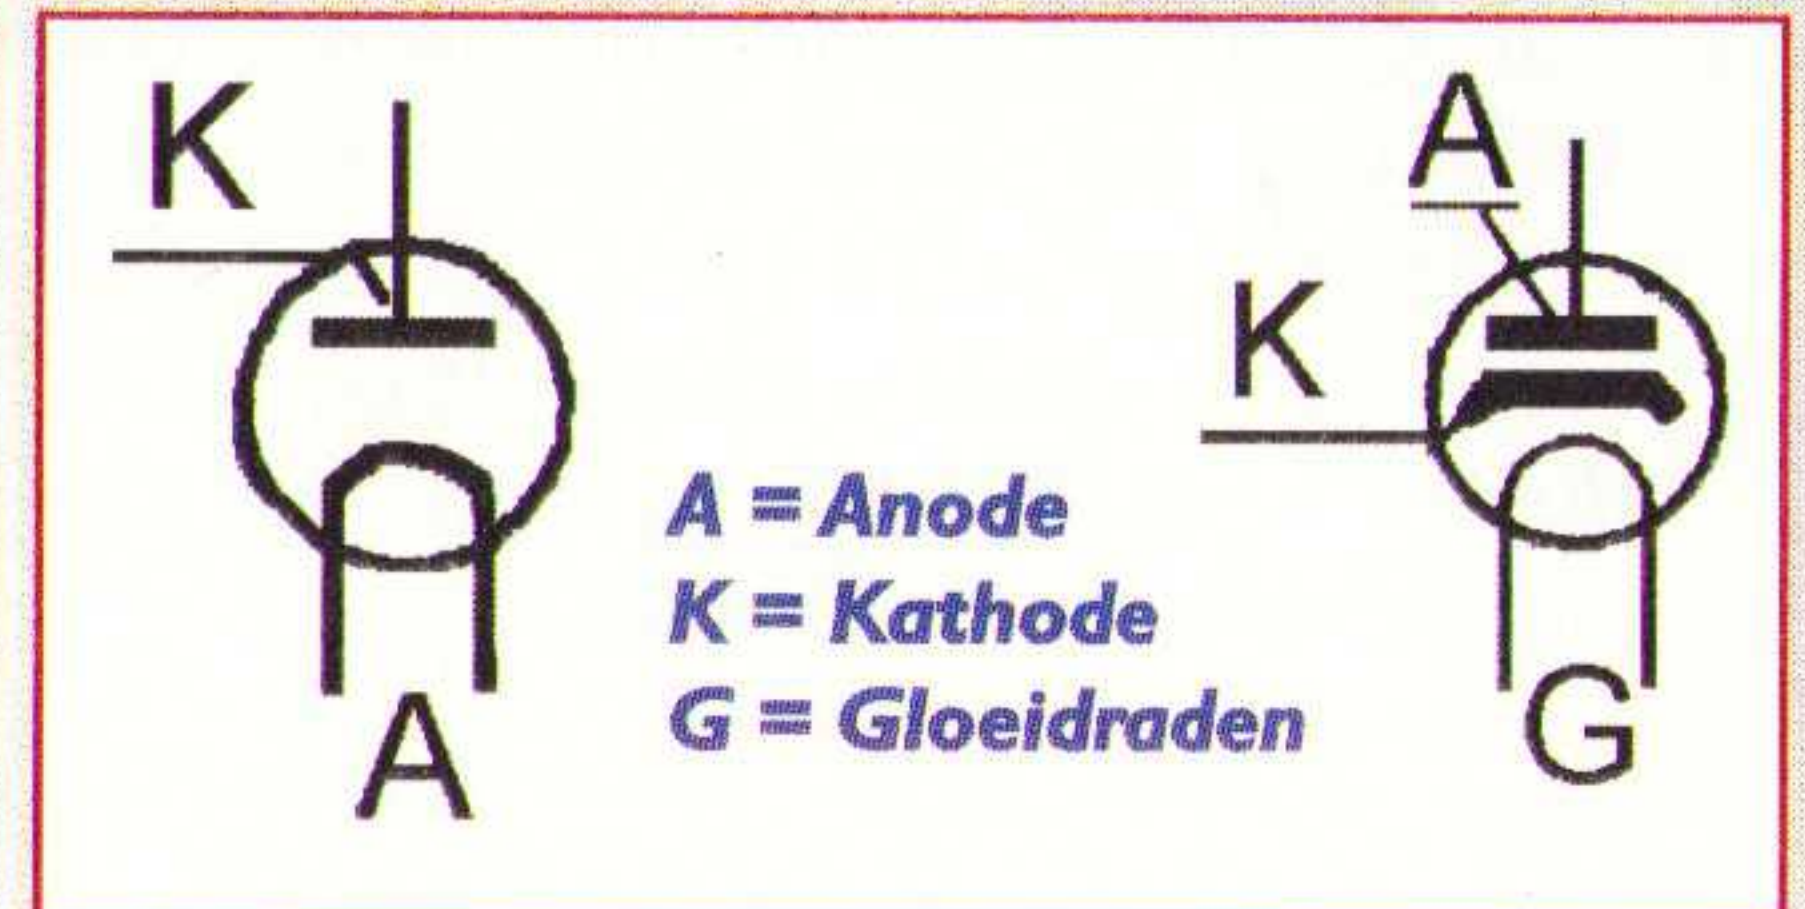 K
A
A
K
G
A = Anode
K = Kathode
G = Gloeidraden